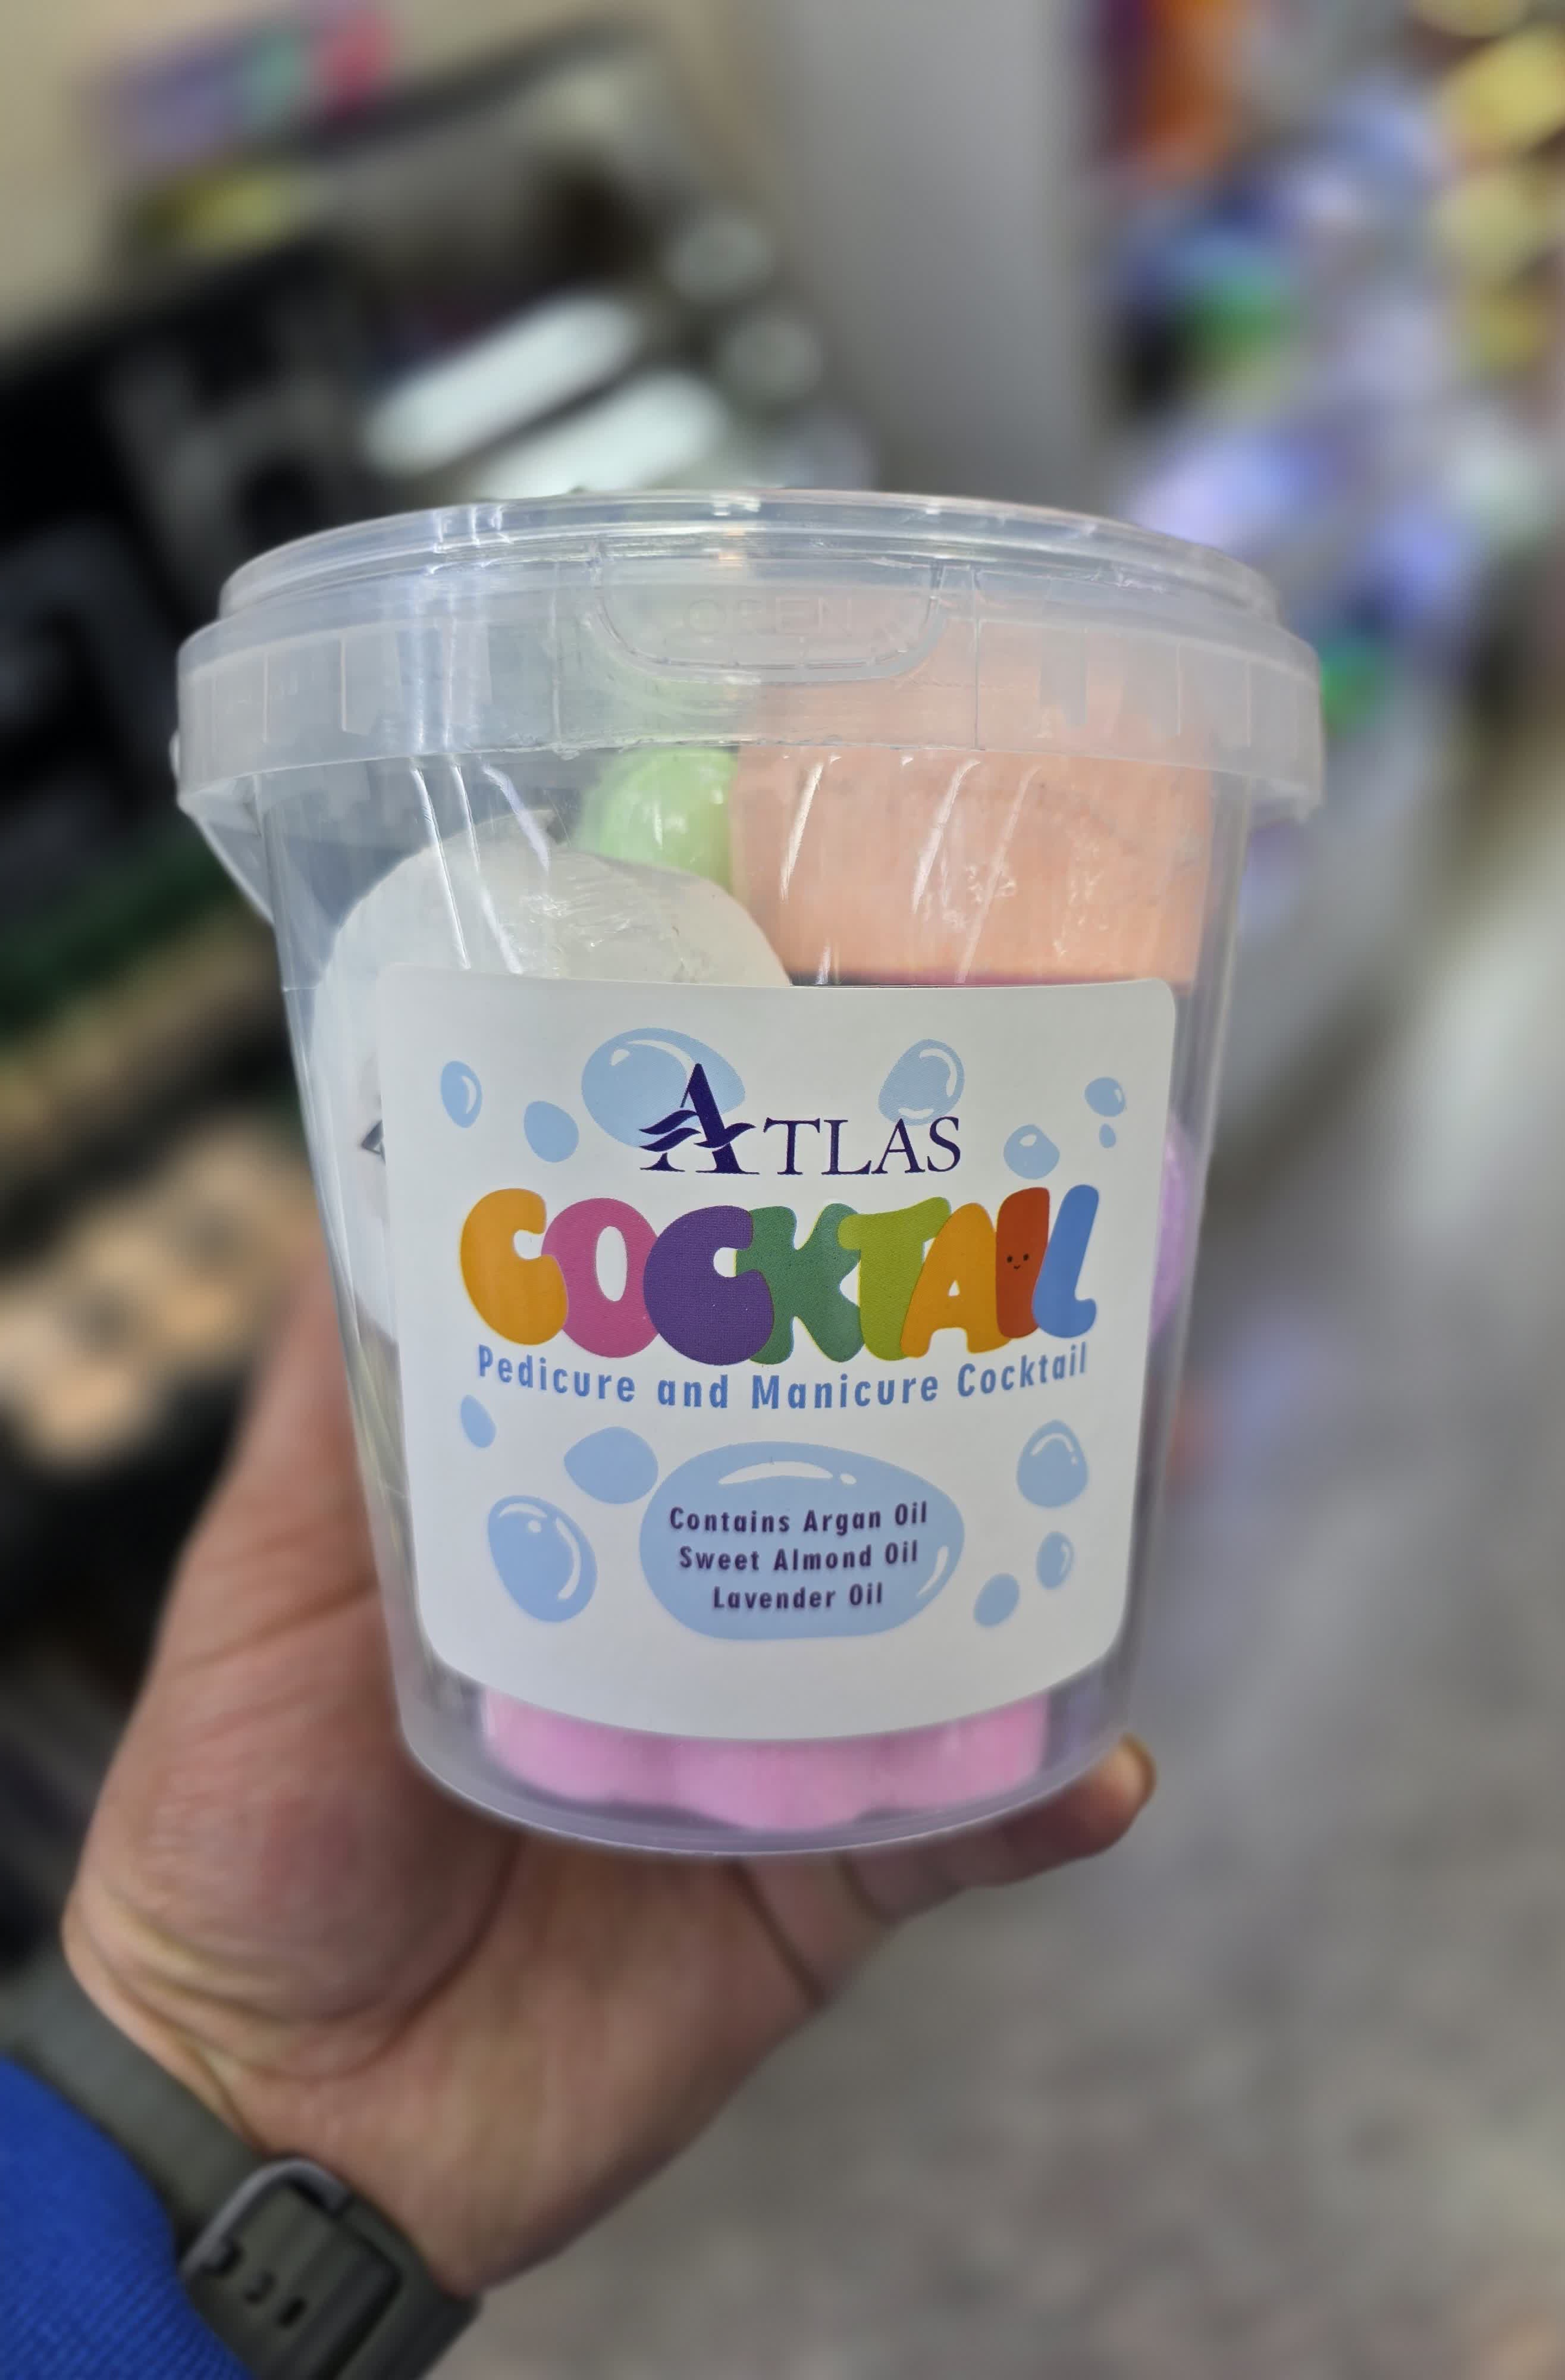 OPEN
ATLAS
COCKTAIL
Pedicure and Manicure Cocktail
Contains Argan Oil
Sweet Almond Oil
Lavender Oil